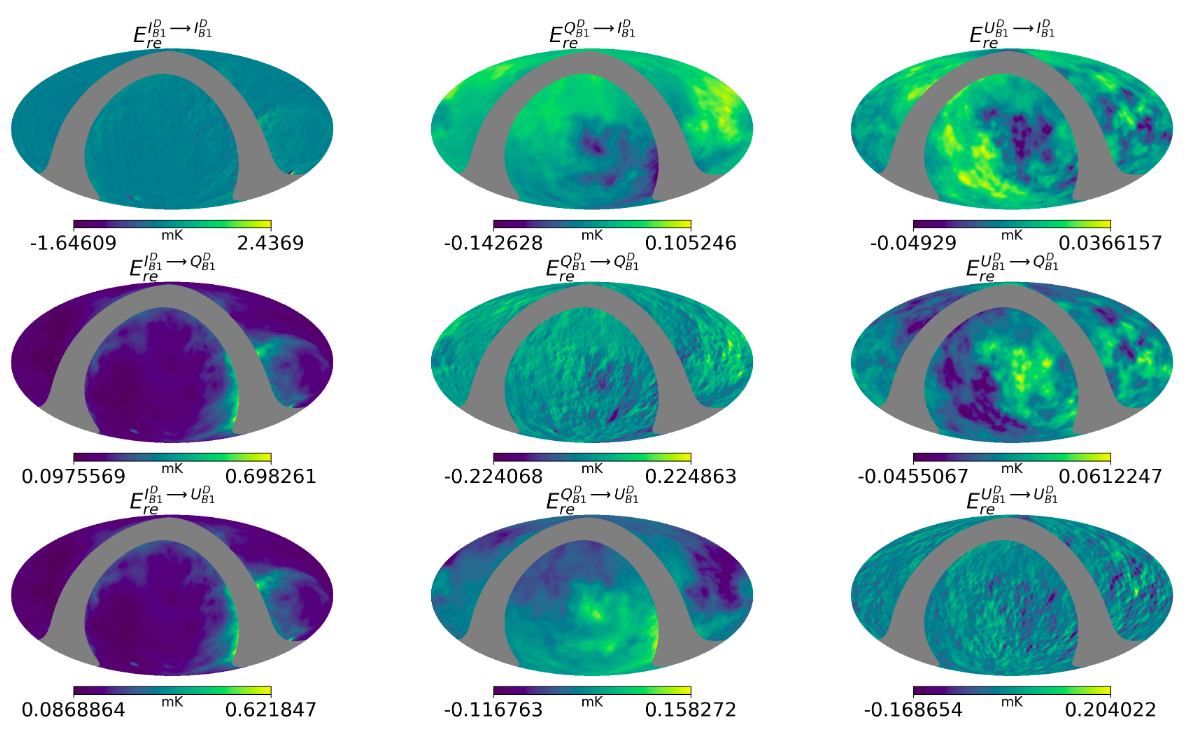 E_{re}^{I_{B1}^{D}→I_{B1}^{D}} E_{re}^{Q_{B1}^{D}→I_{B1}^{D}} E_{re}^{U_{B1}^{D}→I_{B1}^{D}}
-1.64609 mK 2.4369 -0.142628 mK 0.105246 -0.04929 mK 0.0366157
E_{re}^{I_{B1}^{D}→Q_{B1}^{D}} E_{re}^{Q_{B1}^{D}→Q_{B1}^{D}} E_{re}^{U_{B1}^{D}→Q_{B1}^{D}}
0.0975569 mK 0.698261 -0.224068 mK 0.224863 -0.0455067 mK 0.0612247
E_{re}^{I_{B1}^{D}→U_{B1}^{D}} E_{re}^{Q_{B1}^{D}→U_{B1}^{D}} E_{re}^{U_{B1}^{D}→U_{B1}^{D}}
0.0868864 mK 0.621847 -0.116763 mK 0.158272 -0.168654 mK 0.204022